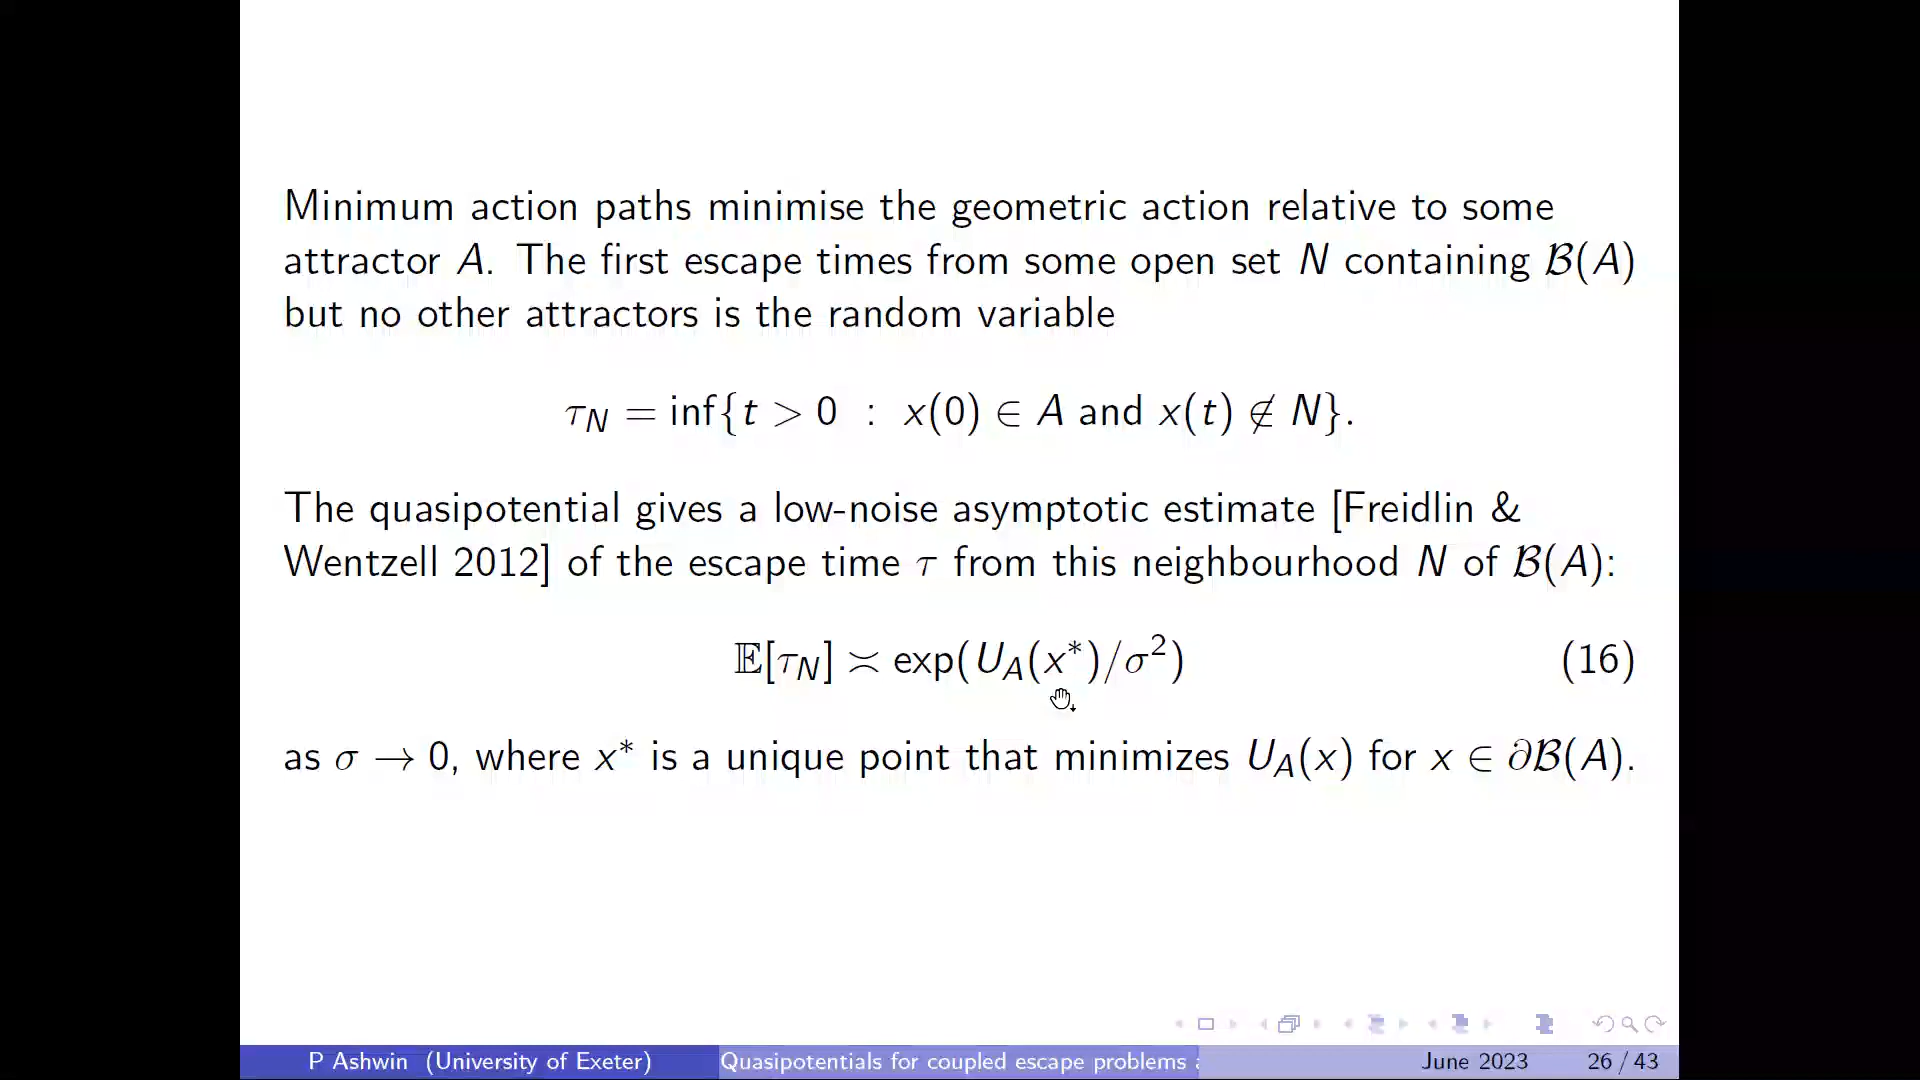 Minimum action paths minimise the geometric action relative to some
attractor A. The first escape times from some open set N containing ℬ(A)
but no other attractors is the random variable
τ_N = inf{t > 0 : x(0) ∈ A and x(t) ∉ N}.
The quasipotential gives a low-noise asymptotic estimate [Freidlin &
Wentzell 2012] of the escape time τ from this neighbourhood N of ℬ(A):
𝔼[τ_N] ≍ exp(U_A(x*)/σ²) (16)
as σ → 0, where x* is a unique point that minimizes U_A(x) for x ∈ ∂ℬ(A).
P Ashwin (University of Exeter) Quasipotentials for coupled escape problems June 2023 26 / 43